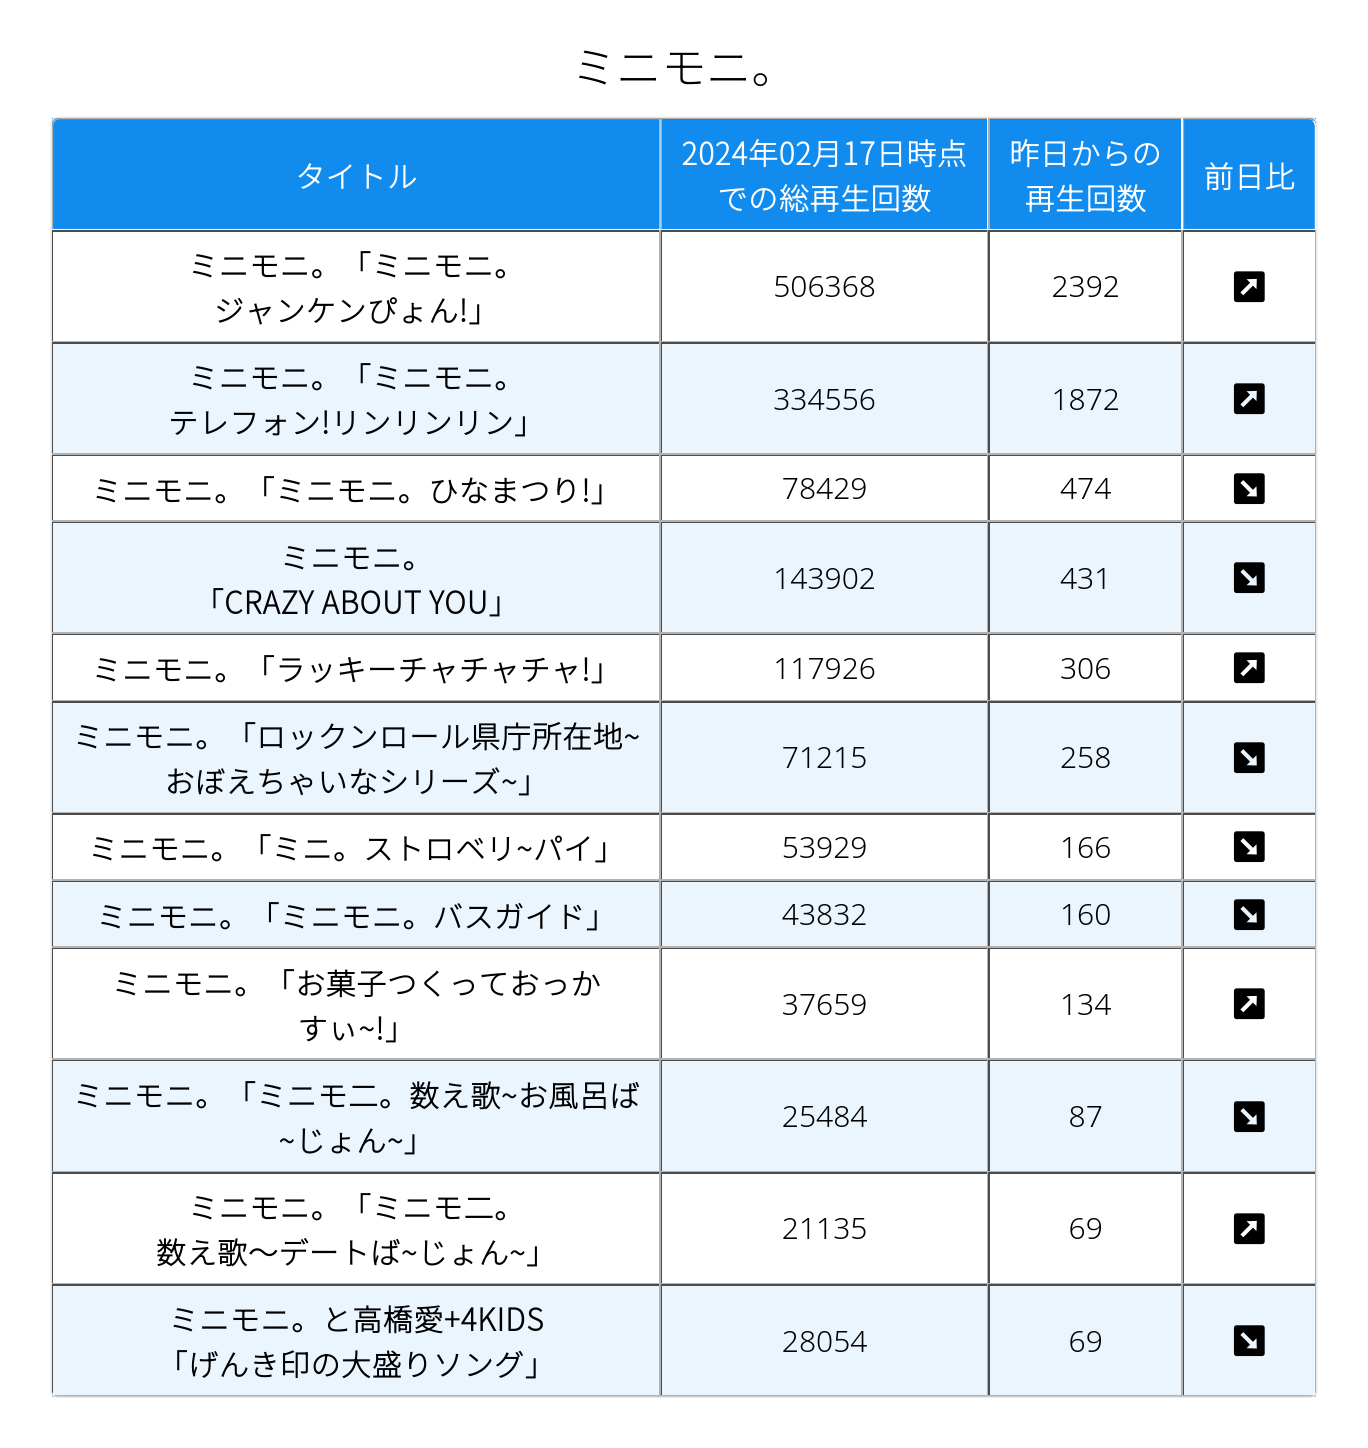 ミニモニ。
タイトル
2024年02月17日時点
での総再生回数
昨日からの
再生回数
前日比
ミニモニ。「ミニモニ。
ジャンケンぴょん!」
506368
2392
ミニモニ。「ミニモニ。
テレフォン!リンリンリン」
334556
1872
ミニモニ。「ミニモニ。ひなまつり!」
78429
474
ミニモニ。
「CRAZY ABOUT YOU」
143902
431
ミニモニ。「ラッキーチャチャチャ!」
117926
306
ミニモニ。「ロックンロール県庁所在地~
おぼえちゃいなシリーズ~」
71215
258
ミニモニ。「ミニ。ストロベリ~パイ」
53929
166
ミニモニ。「ミニモニ。バスガイド」
43832
160
ミニモニ。「お菓子つくっておっか
すぃ~!」
37659
134
ミニモニ。「ミニモ二。数え歌~お風呂ば
~じょん~」
25484
87
ミニモニ。「ミニモ二。
数え歌～デートば~じょん~」
21135
69
ミニモニ。と高橋愛+4KIDS
「げんき印の大盛りソング」
28054
69